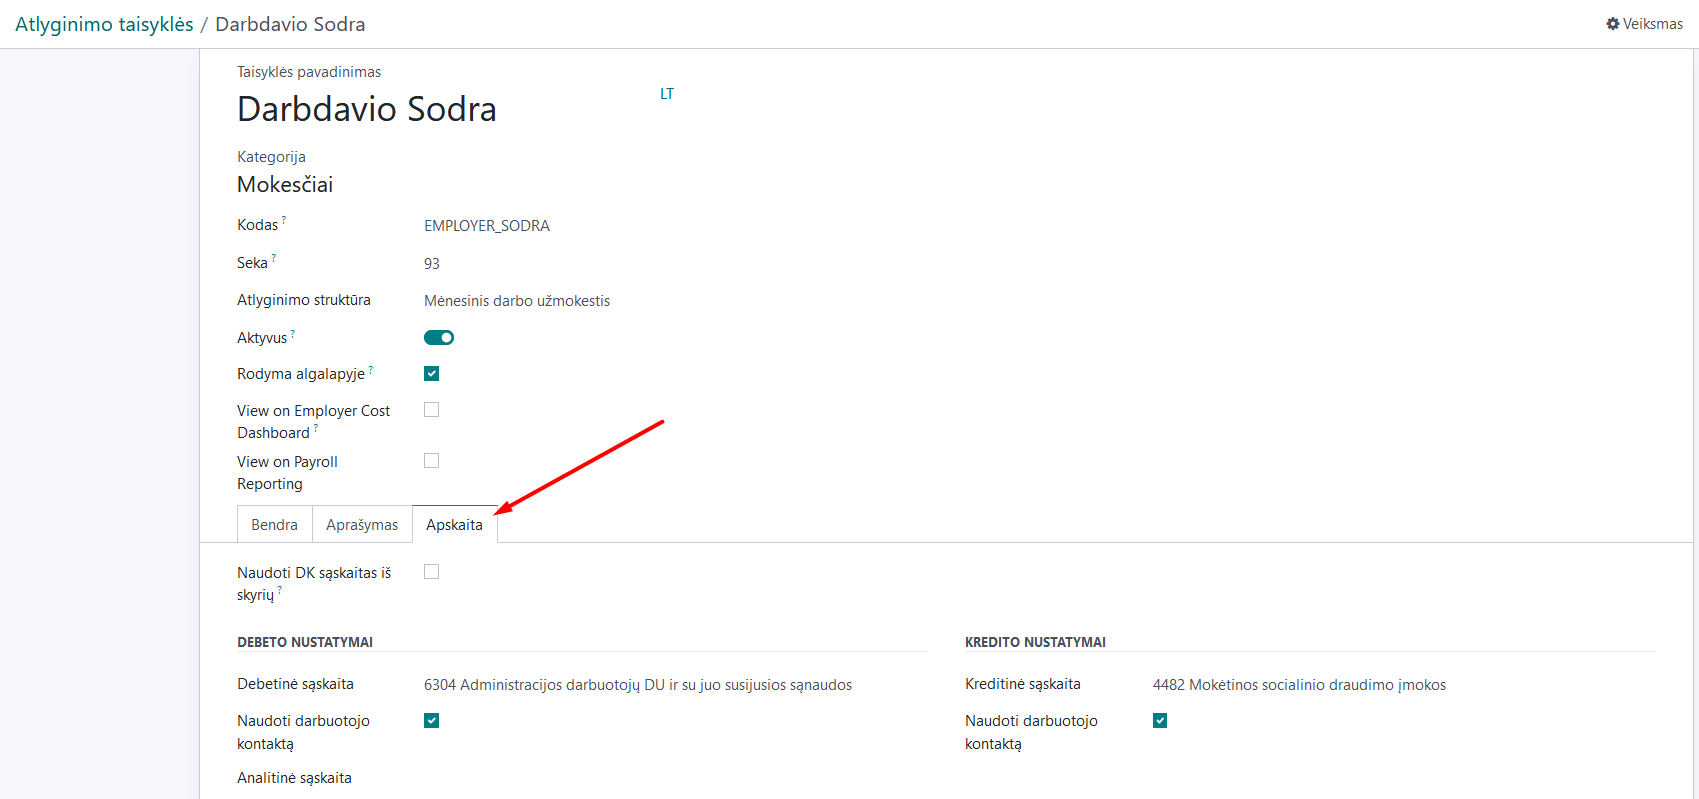 Atlyginimo taisyklės / Darbdavio Sodra
Veiksmas
Taisyklės pavadinimas
Darbdavio Sodra
LT
Kategorija
Mokesčiai
Kodas ? EMPLOYER_SODRA
Seka ? 93
Atlyginimo struktūra Mėnesinis darbo užmokestis
Aktyvus ?
Rodyma algalapyje ?
View on Employer Cost
Dashboard ?
View on Payroll
Reporting
Bendra Aprašymas Apskaita
Naudoti DK sąskaitas iš
skyrių ?
DEBETO NUSTATYMAI
Debetinė sąskaita 6304 Administracijos darbuotojų DU ir su juo susijusios sąnaudos
Naudoti darbuotojo
kontaktą
Analitinė sąskaita
KREDITO NUSTATYMAI
Kreditinė sąskaita 4482 Mokėtinos socialinio draudimo įmokos
Naudoti darbuotojo
kontaktą